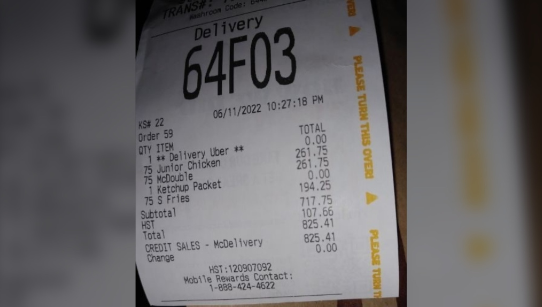 TRANS#:
Washroom Code:
Delivery
64F03
06/11/2022 10:27:18 PM
KS# 22
Order 59
QTY ITEM TOTAL
1 ** Delivery Uber ** 0.00
75 Junior Chicken 261.75
75 McDouble 261.75
1 Ketchup Packet 0.00
75 S Fries 194.25
Subtotal 717.75
HST 107.66
Total 825.41
CREDIT SALES - McDelivery 825.41
Change 0.00
HST:120907092
Mobile Rewards Contact:
1-888-424-4622
OVER!
PLEASE TURN THIS OVER!
PLEASE TURN